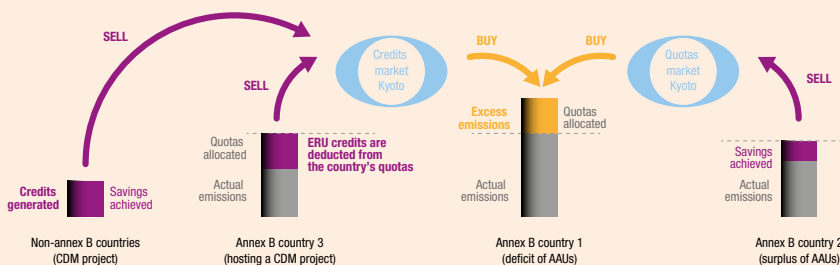 SELL
Credits
market
Kyoto
BUY
BUY
Quotas
market
Kyoto
SELL
SELL
Excess
emissions
Quotas
allocated
Quotas
allocated
ERU credits are
deducted from
the country's quotas
Savings
achieved
Credits
generated
Savings
achieved
Actual
emissions
Actual
emissions
Actual
emissions
Non-annex B countries
(CDM project)
Annex B country 3
(hosting a CDM project)
Annex B country 1
(deficit of AAUs)
Annex B country 2
(surplus of AAUs)